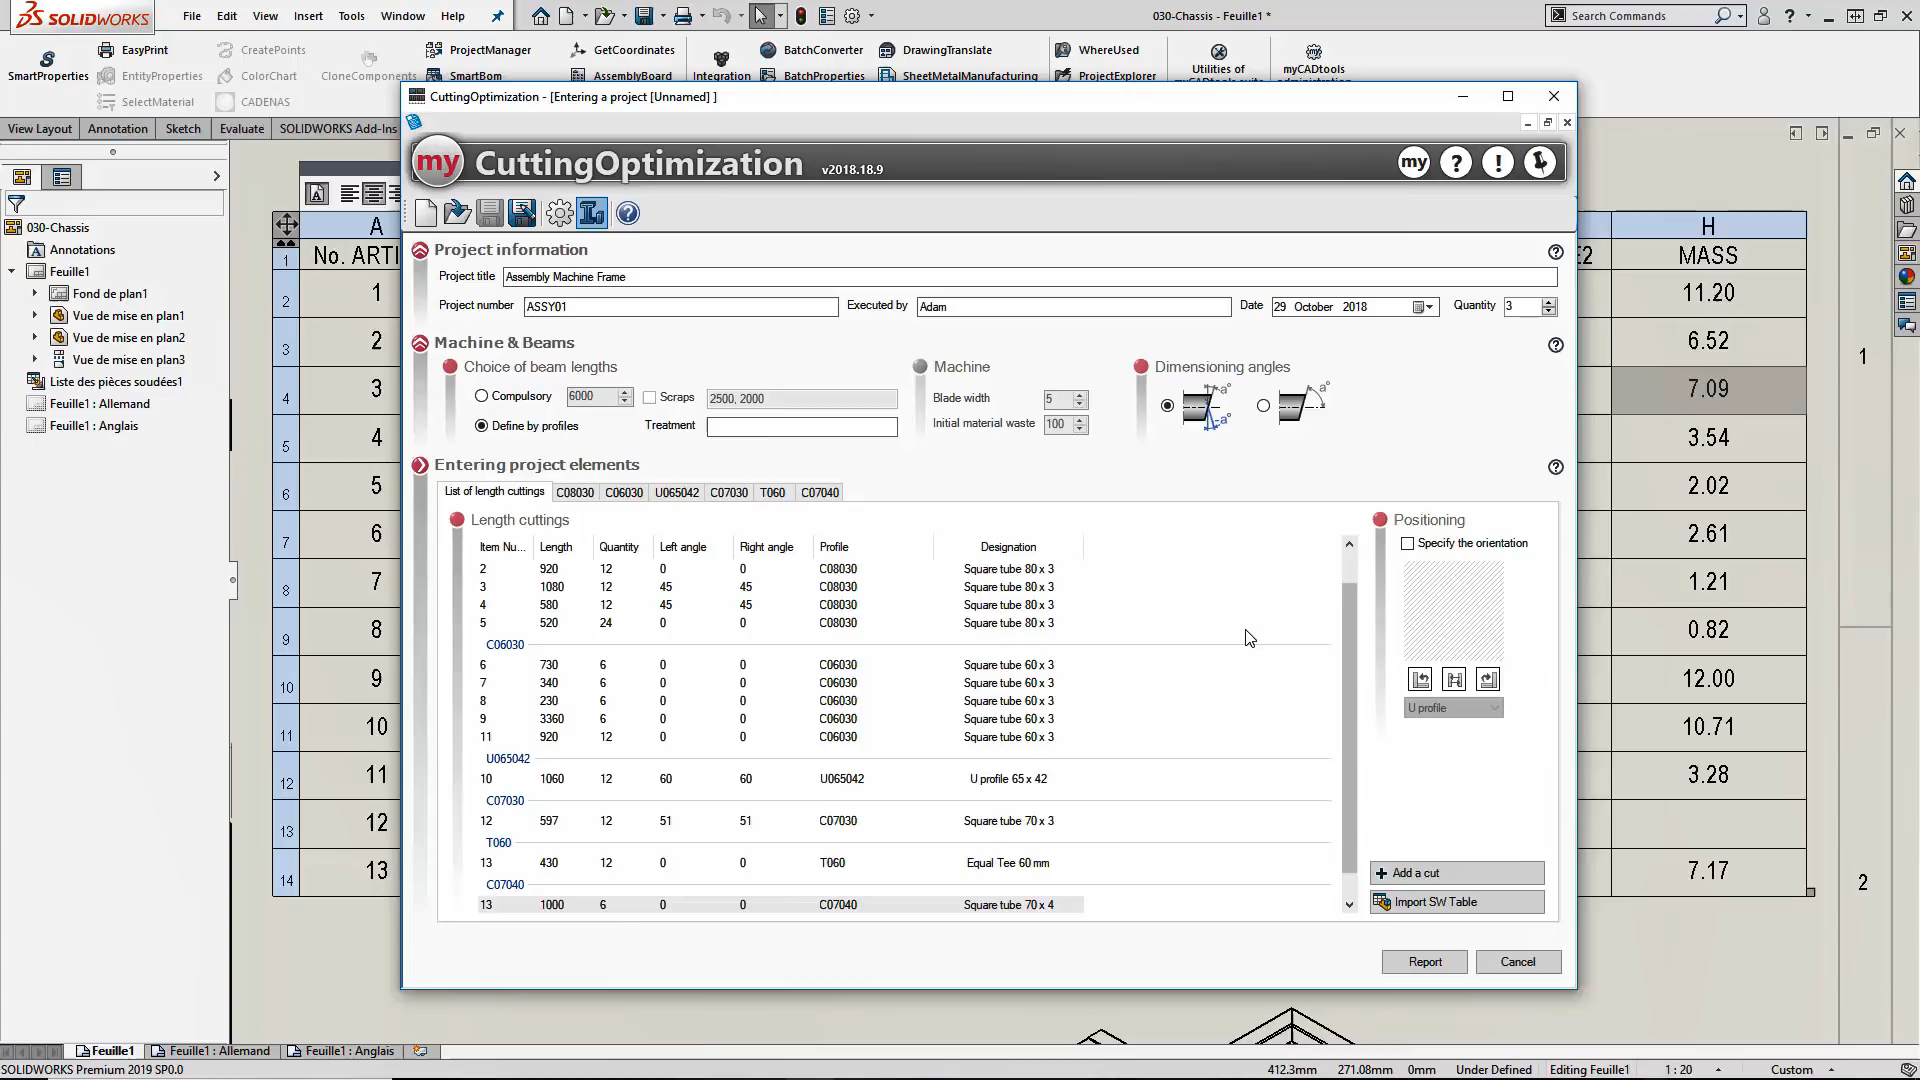 SOLIDWORKS File Edit View Insert Tools Window Help 030-Chassis - Feuille1 * Search Commands
EasyPrint CreatePoints ProjectManager GetCoordinates BatchConverter DrawingTranslate WhereUsed
SmartProperties EntityProperties ColorChart CloneComponents SmartBom AssemblyBoard Integration BatchProperties SheetMetalManufacturing ProjectExplorer Utilities of myCADtools
SelectMaterial CADENAS
View Layout Annotation Sketch Evaluate SOLIDWORKS Add-Ins
CuttingOptimization - [Entering a project [Unnamed] ]
my CuttingOptimization v2018.18.9 my ? !
030-Chassis
Annotations
Feuille1
Fond de plan1
Vue de mise en plan1
Vue de mise en plan2
Vue de mise en plan3
Liste des pièces soudées1
Feuille1 : Allemand
Feuille1 : Anglais
A
No. ARTI
1 1
2 2
3 3
4 4
5 5
6 6
7 7
8 8
9 9
10 10
11 11
12 12
13 13
14
Project information
Project title Assembly Machine Frame
Project number ASSY01 Executed by Adam Date 29 October 2018 Quantity 3
Machine & Beams
Choice of beam lengths Machine Dimensioning angles
Compulsory 6000 Scraps 2500, 2000 Blade width 5 a° -a° a°
Define by profiles Treatment Initial material waste 100
Entering project elements
List of length cuttings C08030 C06030 U065042 C07030 T060 C07040
Length cuttings Positioning
Item Nu... Length Quantity Left angle Right angle Profile Designation Specify the orientation
2 920 12 0 0 C08030 Square tube 80 x 3
3 1080 12 45 45 C08030 Square tube 80 x 3
4 580 12 45 45 C08030 Square tube 80 x 3
5 520 24 0 0 C08030 Square tube 80 x 3
C06030
6 730 6 0 0 C06030 Square tube 60 x 3
7 340 6 0 0 C06030 Square tube 60 x 3
8 230 6 0 0 C06030 Square tube 60 x 3
9 3360 6 0 0 C06030 Square tube 60 x 3
11 920 12 0 0 C06030 Square tube 60 x 3
U profile
U065042
10 1060 12 60 60 U065042 U profile 65 x 42
C07030
12 597 12 51 51 C07030 Square tube 70 x 3
T060
13 430 12 0 0 T060 Equal Tee 60 mm
C07040
13 1000 6 0 0 C07040 Square tube 70 x 4
Add a cut
Import SW Table
Report Cancel
H
E2 MASS
11.20
6.52
7.09
3.54
2.02
2.61
1.21
0.82
12.00
10.71
3.28
7.17
1
2
Feuille1 Feuille1 : Allemand Feuille1 : Anglais
SOLIDWORKS Premium 2019 SP0.0 412.3mm 271.08mm 0mm Under Defined Editing Feuille1 1 : 20 Custom